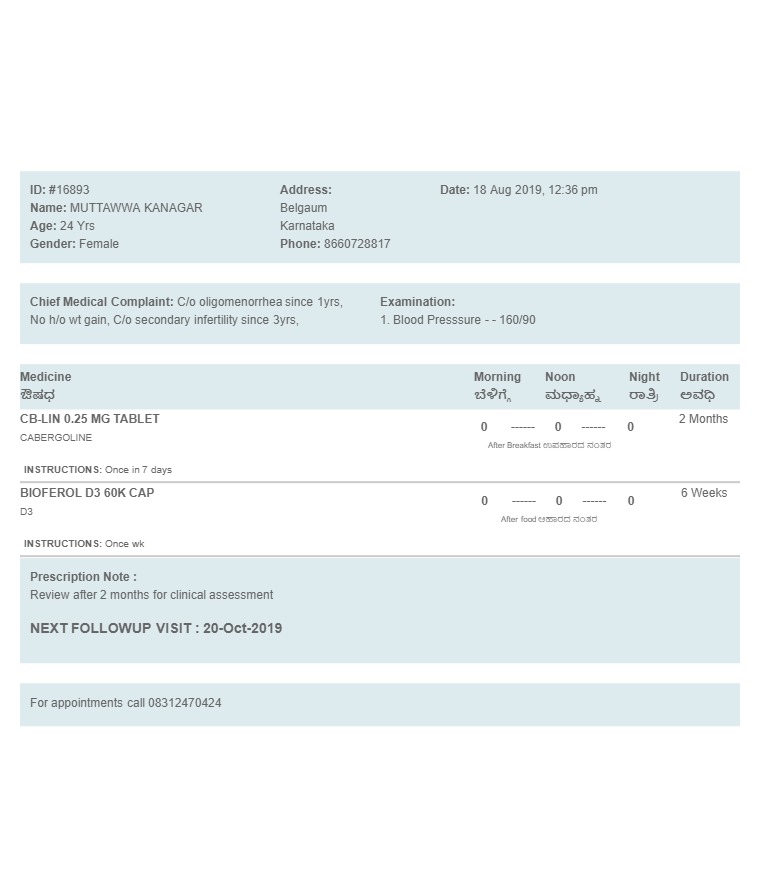 ID: #16893
Name: MUTTAWWA KANAGAR
Age: 24 Yrs
Gender: Female
Address:
Belgaum
Karnataka
Phone: 8660728817
Date: 18 Aug 2019, 12:36 pm
Chief Medical Complaint: C/o oligomenorrhea since 1yrs,
No h/o wt gain, C/o secondary infertility since 3yrs,
Examination:
1. Blood Presssure - - 160/90
Medicine Morning Noon Night Duration
ಔಷಧ ಬೆಳಿಗ್ಗೆ ಮಧ್ಯಾಹ್ನ ರಾತ್ರಿ ಅವಧಿ
CB-LIN 0.25 MG TABLET 0 ------ 0 ------ 0 2 Months
CABERGOLINE After Breakfast ಉಪಹಾರದ ನಂತರ
INSTRUCTIONS: Once in 7 days
BIOFEROL D3 60K CAP 0 ------ 0 ------ 0 6 Weeks
D3 After food ಆಹಾರದ ನಂತರ
INSTRUCTIONS: Once wk
Prescription Note :
Review after 2 months for clinical assessment
NEXT FOLLOWUP VISIT : 20-Oct-2019
For appointments call 08312470424